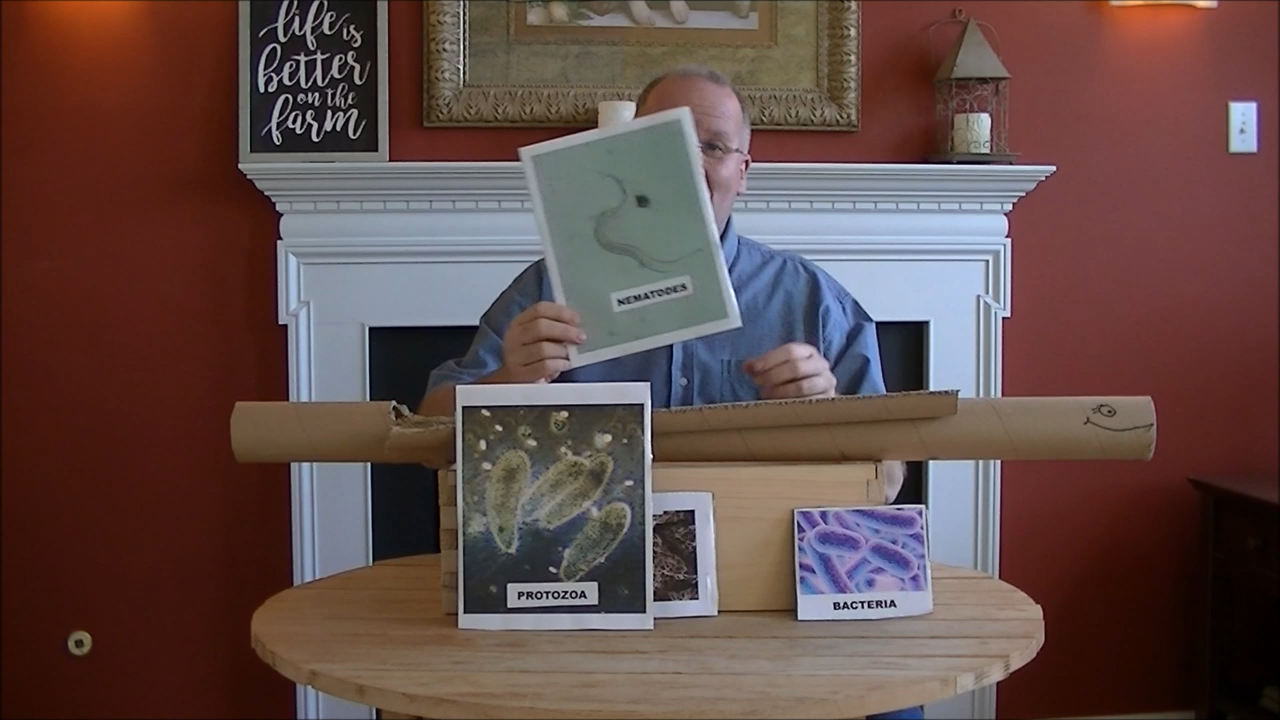 life is
better
on the
farm
NEMATODES
PROTOZOA
BACTERIA